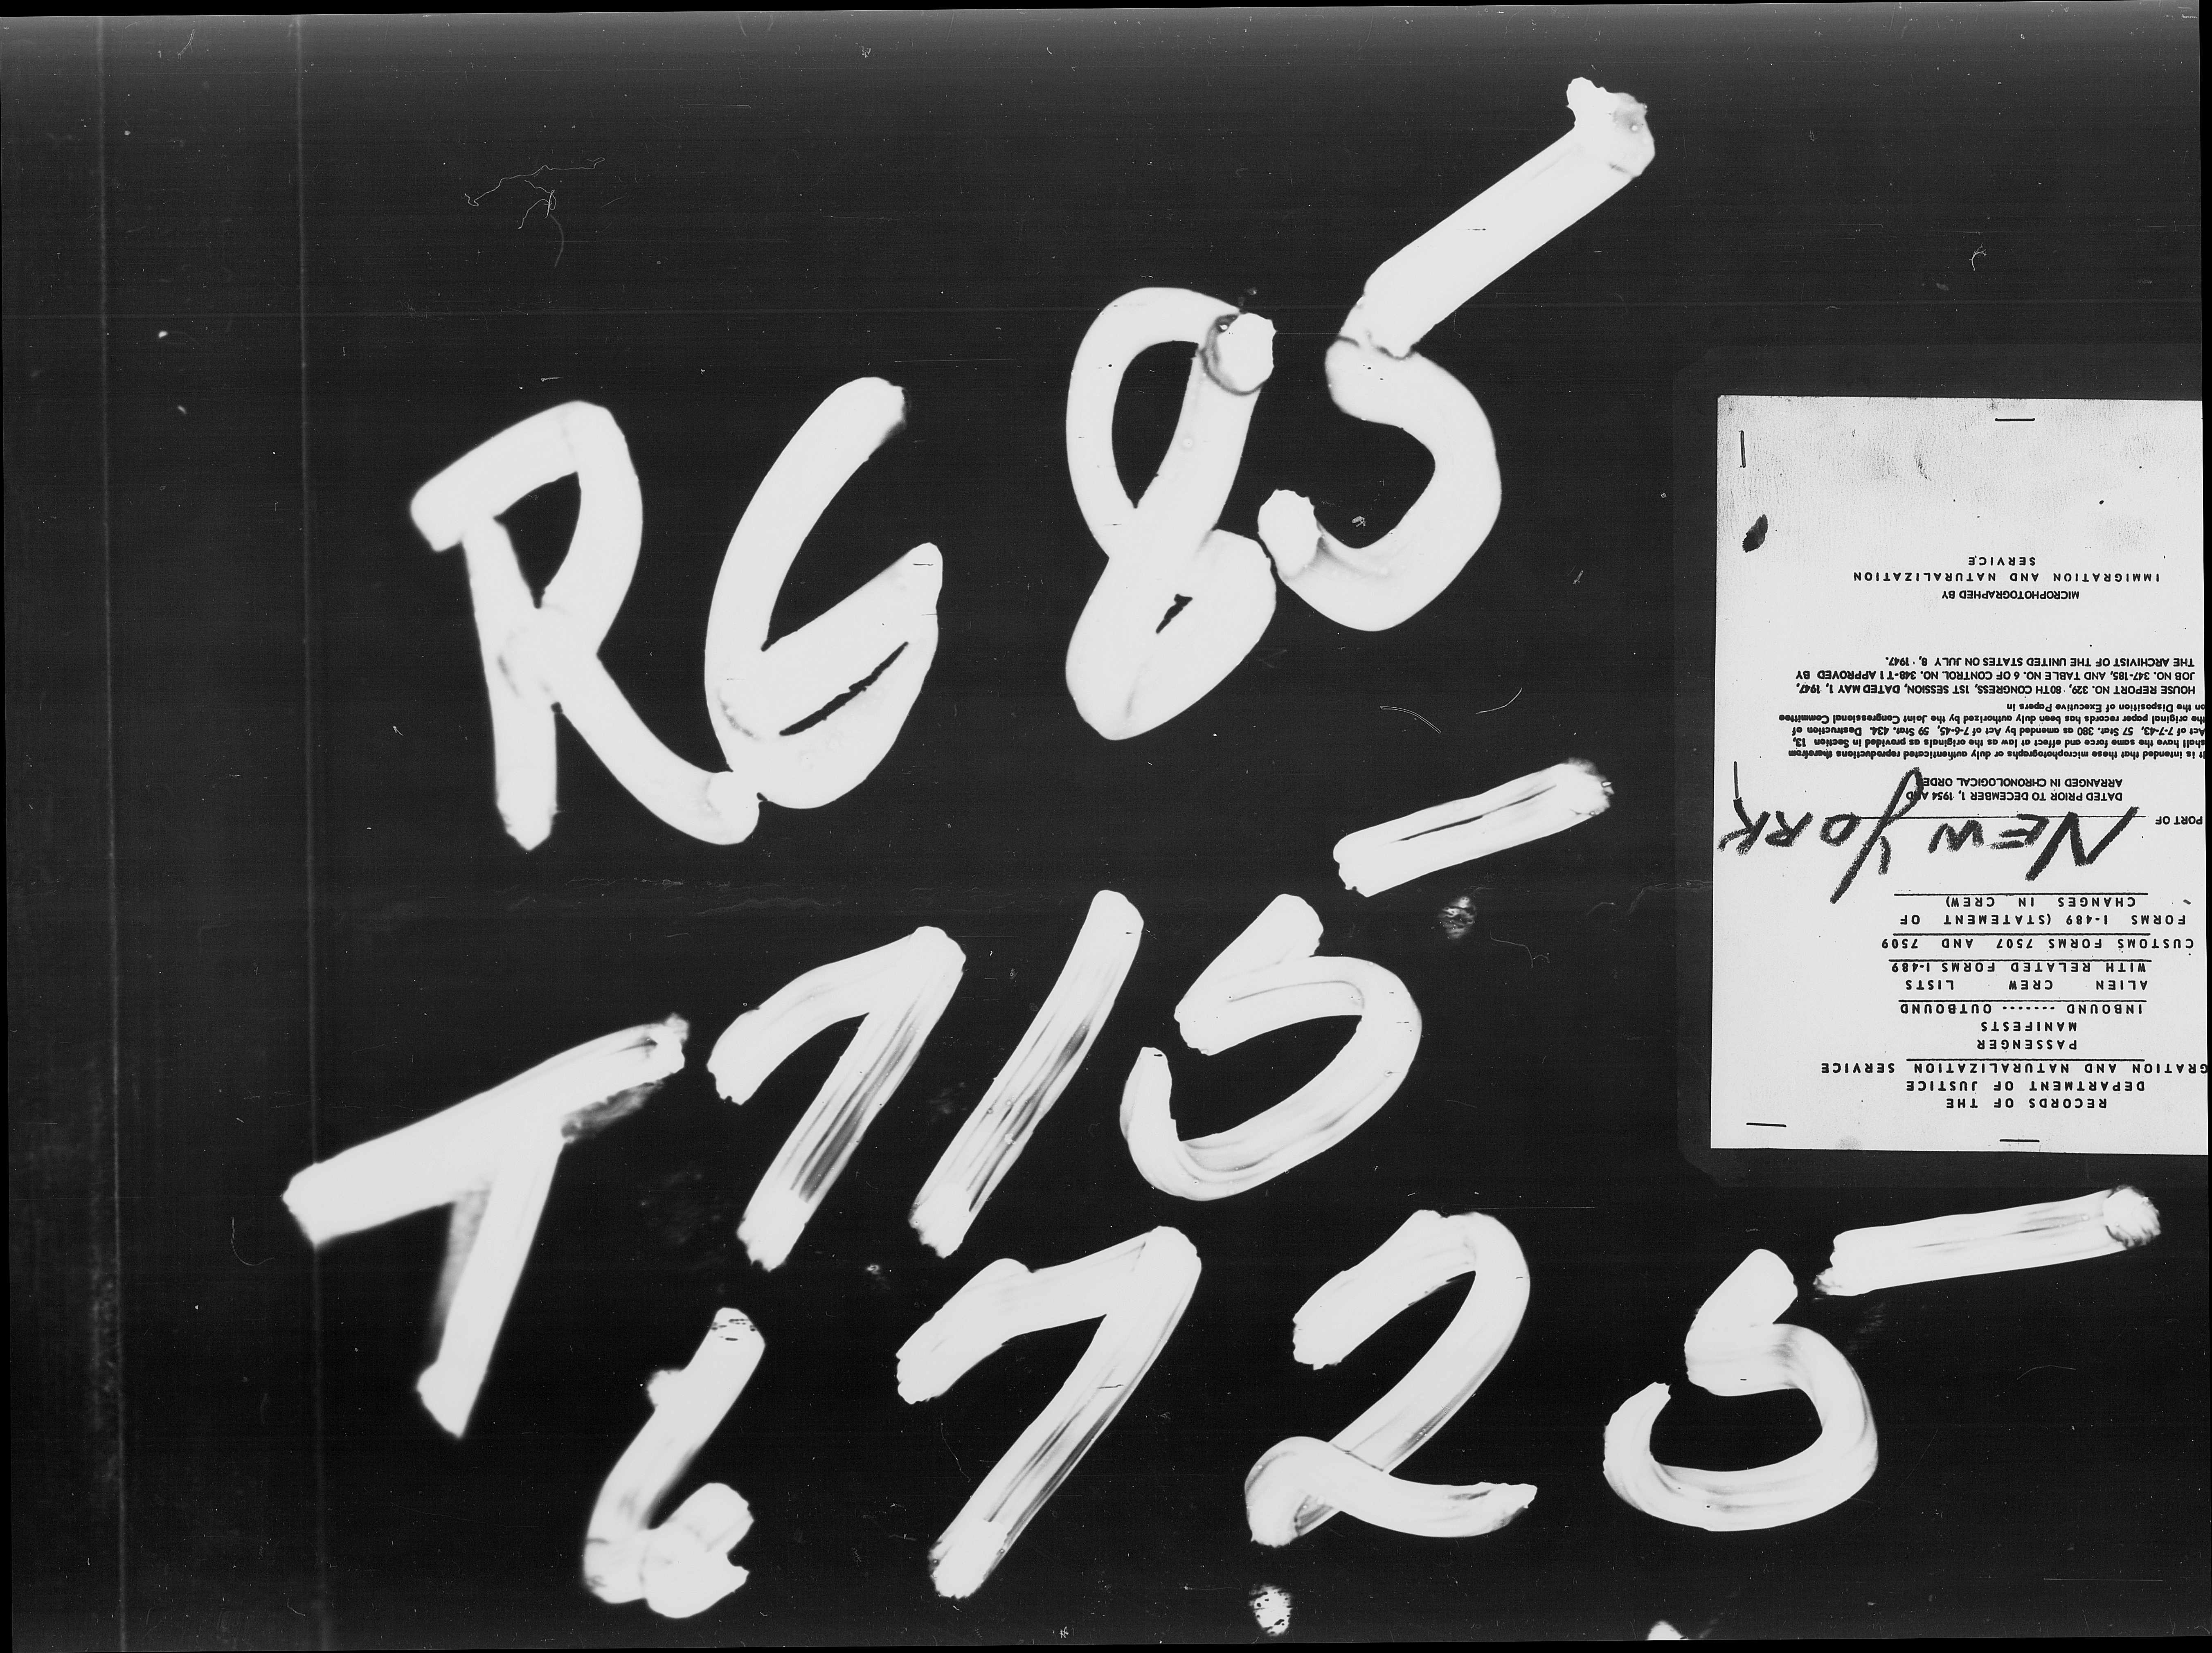 RG 85
T715
6725
RECORDS OF THE
DEPARTMENT OF JUSTICE
GRATION AND NATURALIZATION SERVICE
PASSENGER
MANIFESTS
INBOUND ------- OUTBOUND
ALIEN CREW LISTS
WITH RELATED FORMS I-489
CUSTOMS FORMS 7507 AND 7509
FORMS I-489 (STATEMENT OF
CHANGES IN CREW)
PORT OF NEW YORK
DATED PRIOR TO DECEMBER 1, 1954 AND
ARRANGED IN CHRONOLOGICAL ORDER
It is intended that these microphotographs or duly authenticated reproductions therefrom
shall have the same force and effect at law as the originals as provided in Section 13,
Act of 7-7-43, 57 Stat. 380 as amended by Act of 7-6-45, 59 Stat. 434. Destruction of
the original paper records has been duly authorized by the Joint Congressional Committee
on the Disposition of Executive Papers in
HOUSE REPORT NO. 329, 80TH CONGRESS, 1ST SESSION, DATED MAY 1, 1947,
JOB NO. 347-185, AND TABLE NO. 6 OF CONTROL NO. 348-T1 APPROVED BY
THE ARCHIVIST OF THE UNITED STATES ON JULY 8, 1947.
MICROPHOTOGRAPHED BY
IMMIGRATION AND NATURALIZATION
SERVICE